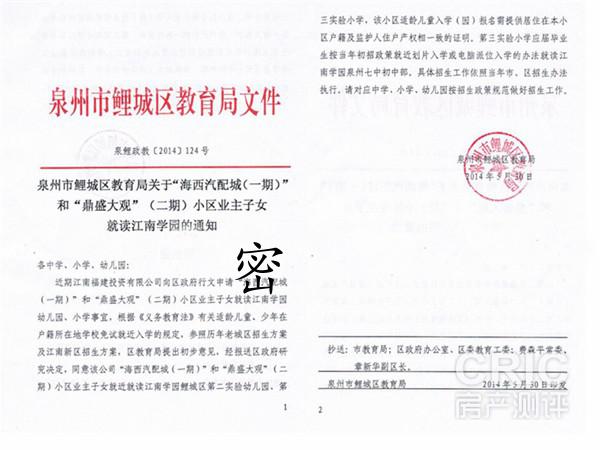 泉州市鲤城区教育局文件
泉鲤政教〔2014〕124号
泉州市鲤城区教育局关于“海西汽配城(一期)”
和“鼎盛大观”(二期)小区业主子女
就读江南学园的通知
密
各中学、小学、幼儿园：
近期江南福建投资有限公司向区政府行文申请“海西汽配城
(一期)”和“鼎盛大观”(二期)小区业主子女就读江南学园
幼儿园、小学事宜，根据《义务教育法》有关适龄儿童、少年在
户籍所在地学校免试就近入学的规定，参照历年老城区招生方案
及江南新区招生方案，区教育局提出初步意见，经报送区政府研
究决定，同意该公司“海西汽配城(一期)”和“鼎盛大观”(二
期)小区业主子女就近就读江南学园鲤城区第二实验幼儿园、第
1
三实验小学，该小区适龄儿童入学(园)报名需提供居住在本小
区户籍及监护人住户产权相一致的证明。第三实验小学应届毕业
生按当年初招政策就近划片入学或电脑派位入学的办法就读江
南学园泉州七中初中部，具体招生工作依照当年市、区招生办法
执行。请对应中学、小学、幼儿园按招生政策规范做好招生工作。
泉州市鲤城区教育局
2014年5月30日
抄送：市教育局；区政府办公室、区委教育工委；费森平常委，
章新华副区长。
泉州市鲤城区教育局 2014年5月30日印发
2
CRIC
房产测评